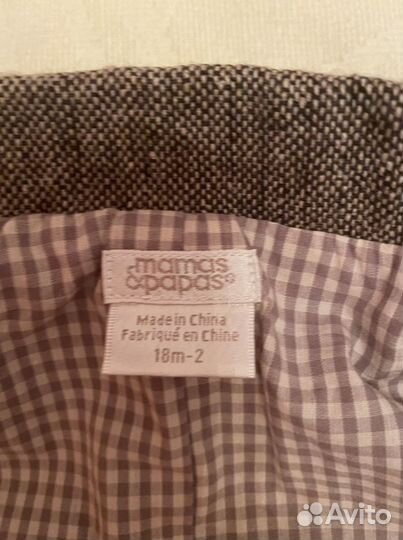 mamas
&papas®
Made in China
Fabriqué en Chine
18m-2
Avito